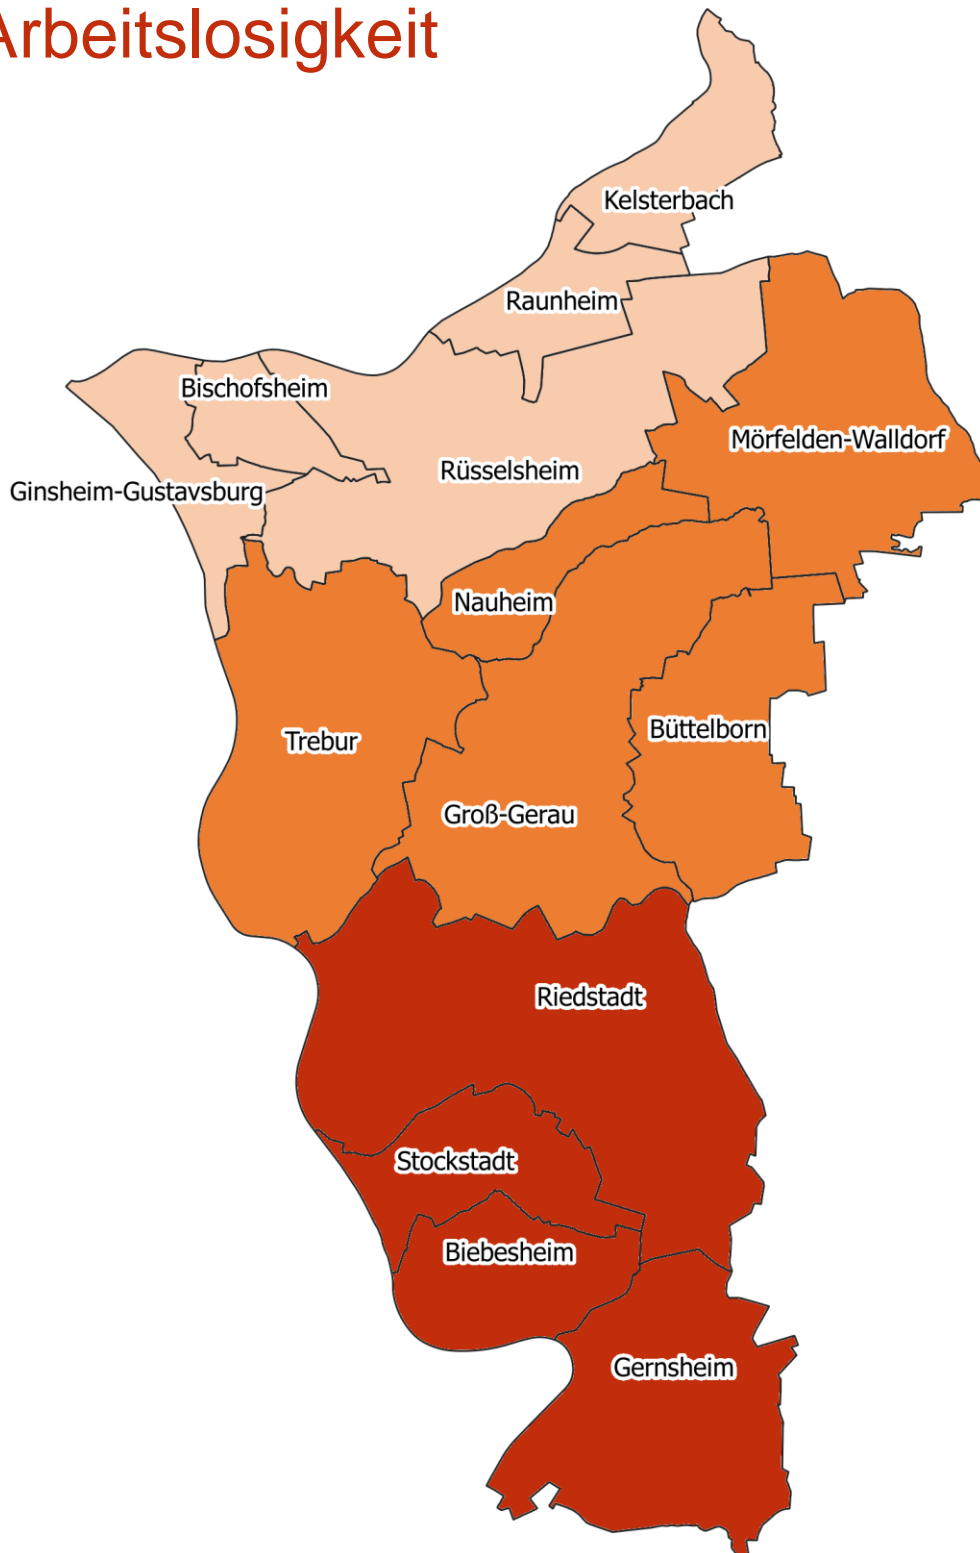 Arbeitslosigkeit
Kelsterbach
Raunheim
Bischofsheim
Mörfelden-Walldorf
Rüsselsheim
Ginsheim-Gustavsburg
Nauheim
Büttelborn
Trebur
Groß-Gerau
Riedstadt
Stockstadt
Biebesheim
Gernsheim